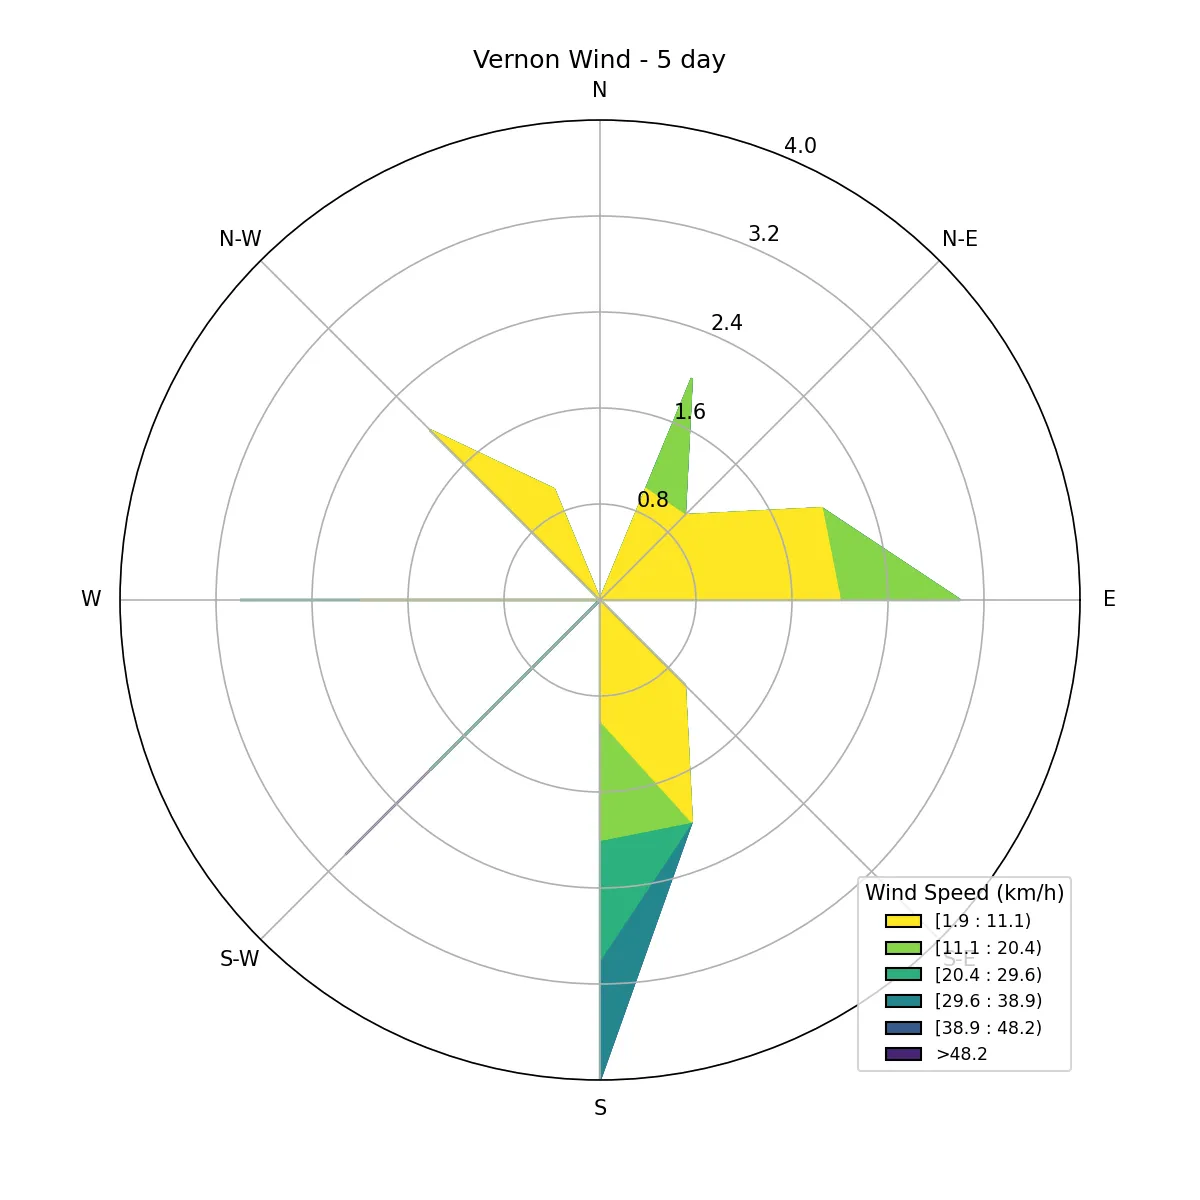 Vernon Wind - 5 day
N
4.0
N-W
3.2
N-E
2.4
1.6
0.8
W
E
Wind Speed (km/h)
[1.9 : 11.1)
[11.1 : 20.4)
S-W
S-E
[20.4 : 29.6)
[29.6 : 38.9)
[38.9 : 48.2)
>48.2
S